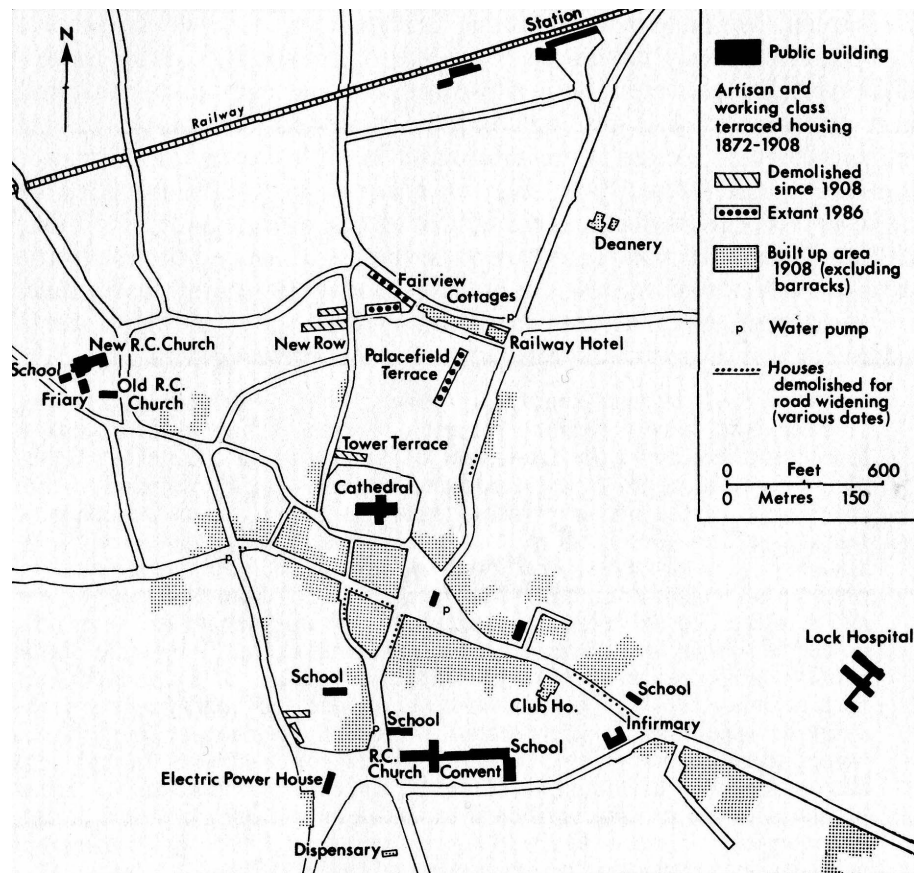 N
Railway
Station
Public building
Artisan and
working class
terraced housing
1872-1908
Demolished
since 1908
Extant 1986
Built up area
1908 (excluding
barracks)
P Water pump
Houses
demolished for
road widening
(various dates)
0 Feet 600
0 Metres 150
Deanery
Fairview
Cottages
P
New Row
Railway Hotel
Palacefield
Terrace
New R.C. Church
School
Friary
Old R.C.
Church
Tower Terrace
Cathedral
P
P
Lock Hospital
School
School
Club Ho.
Infirmary
P
School
R.C.
Church
Convent
School
Electric Power House
Dispensary